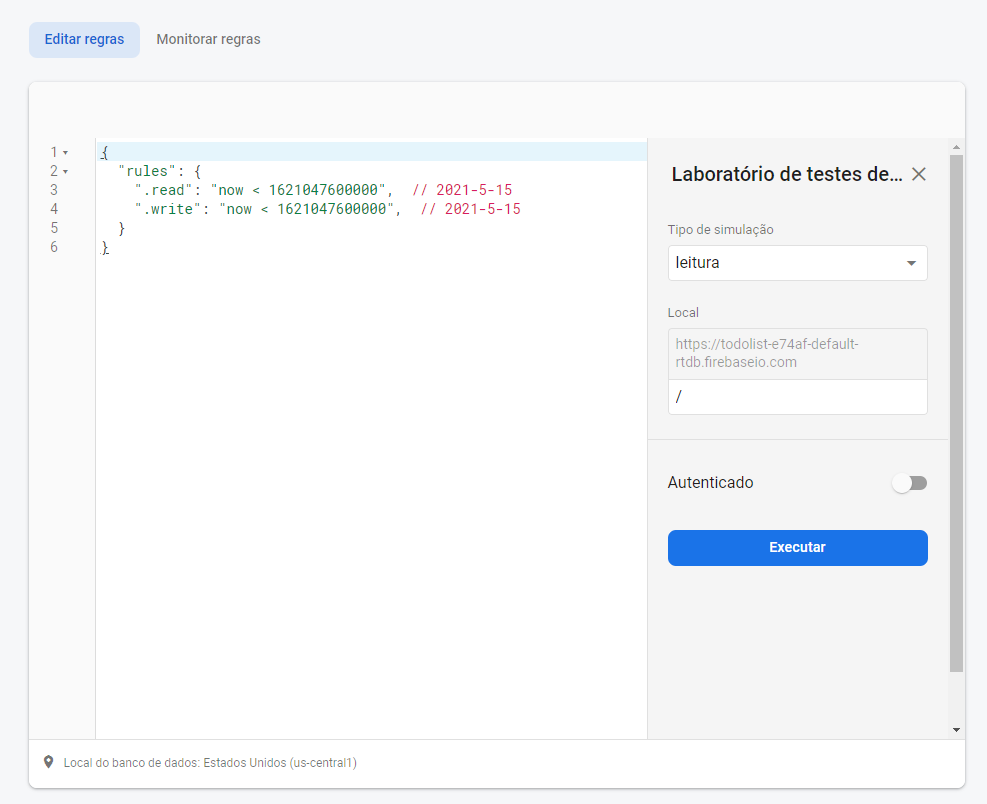 Editar regras Monitorar regras
1 {
2 "rules": {
3 ".read": "now < 1621047600000", // 2021-5-15
4 ".write": "now < 1621047600000", // 2021-5-15
5 }
6 }
Laboratório de testes de...
Tipo de simulação
leitura
Local
https://todolist-e74af-default-
rtdb.firebaseio.com
/
Autenticado
Executar
Local do banco de dados: Estados Unidos (us-central1)